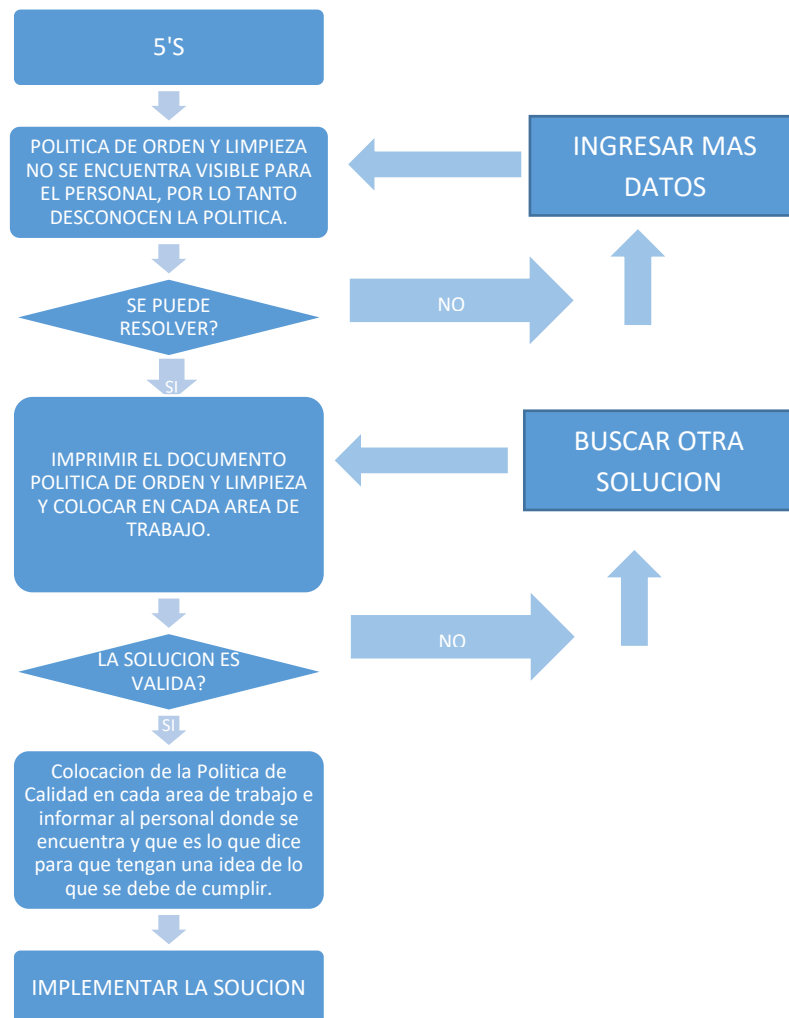 5'S
POLITICA DE ORDEN Y LIMPIEZA
NO SE ENCUENTRA VISIBLE PARA
EL PERSONAL, POR LO TANTO
DESCONOCEN LA POLITICA.
INGRESAR MAS
DATOS
SE PUEDE
RESOLVER?
NO
SI
IMPRIMIR EL DOCUMENTO
POLITICA DE ORDEN Y LIMPIEZA
Y COLOCAR EN CADA AREA DE
TRABAJO.
BUSCAR OTRA
SOLUCION
LA SOLUCION ES
VALIDA?
NO
SI
Colocacion de la Politica de
Calidad en cada area de trabajo e
informar al personal donde se
encuentra y que es lo que dice
para que tengan una idea de lo
que se debe de cumplir.
IMPLEMENTAR LA SOUCION